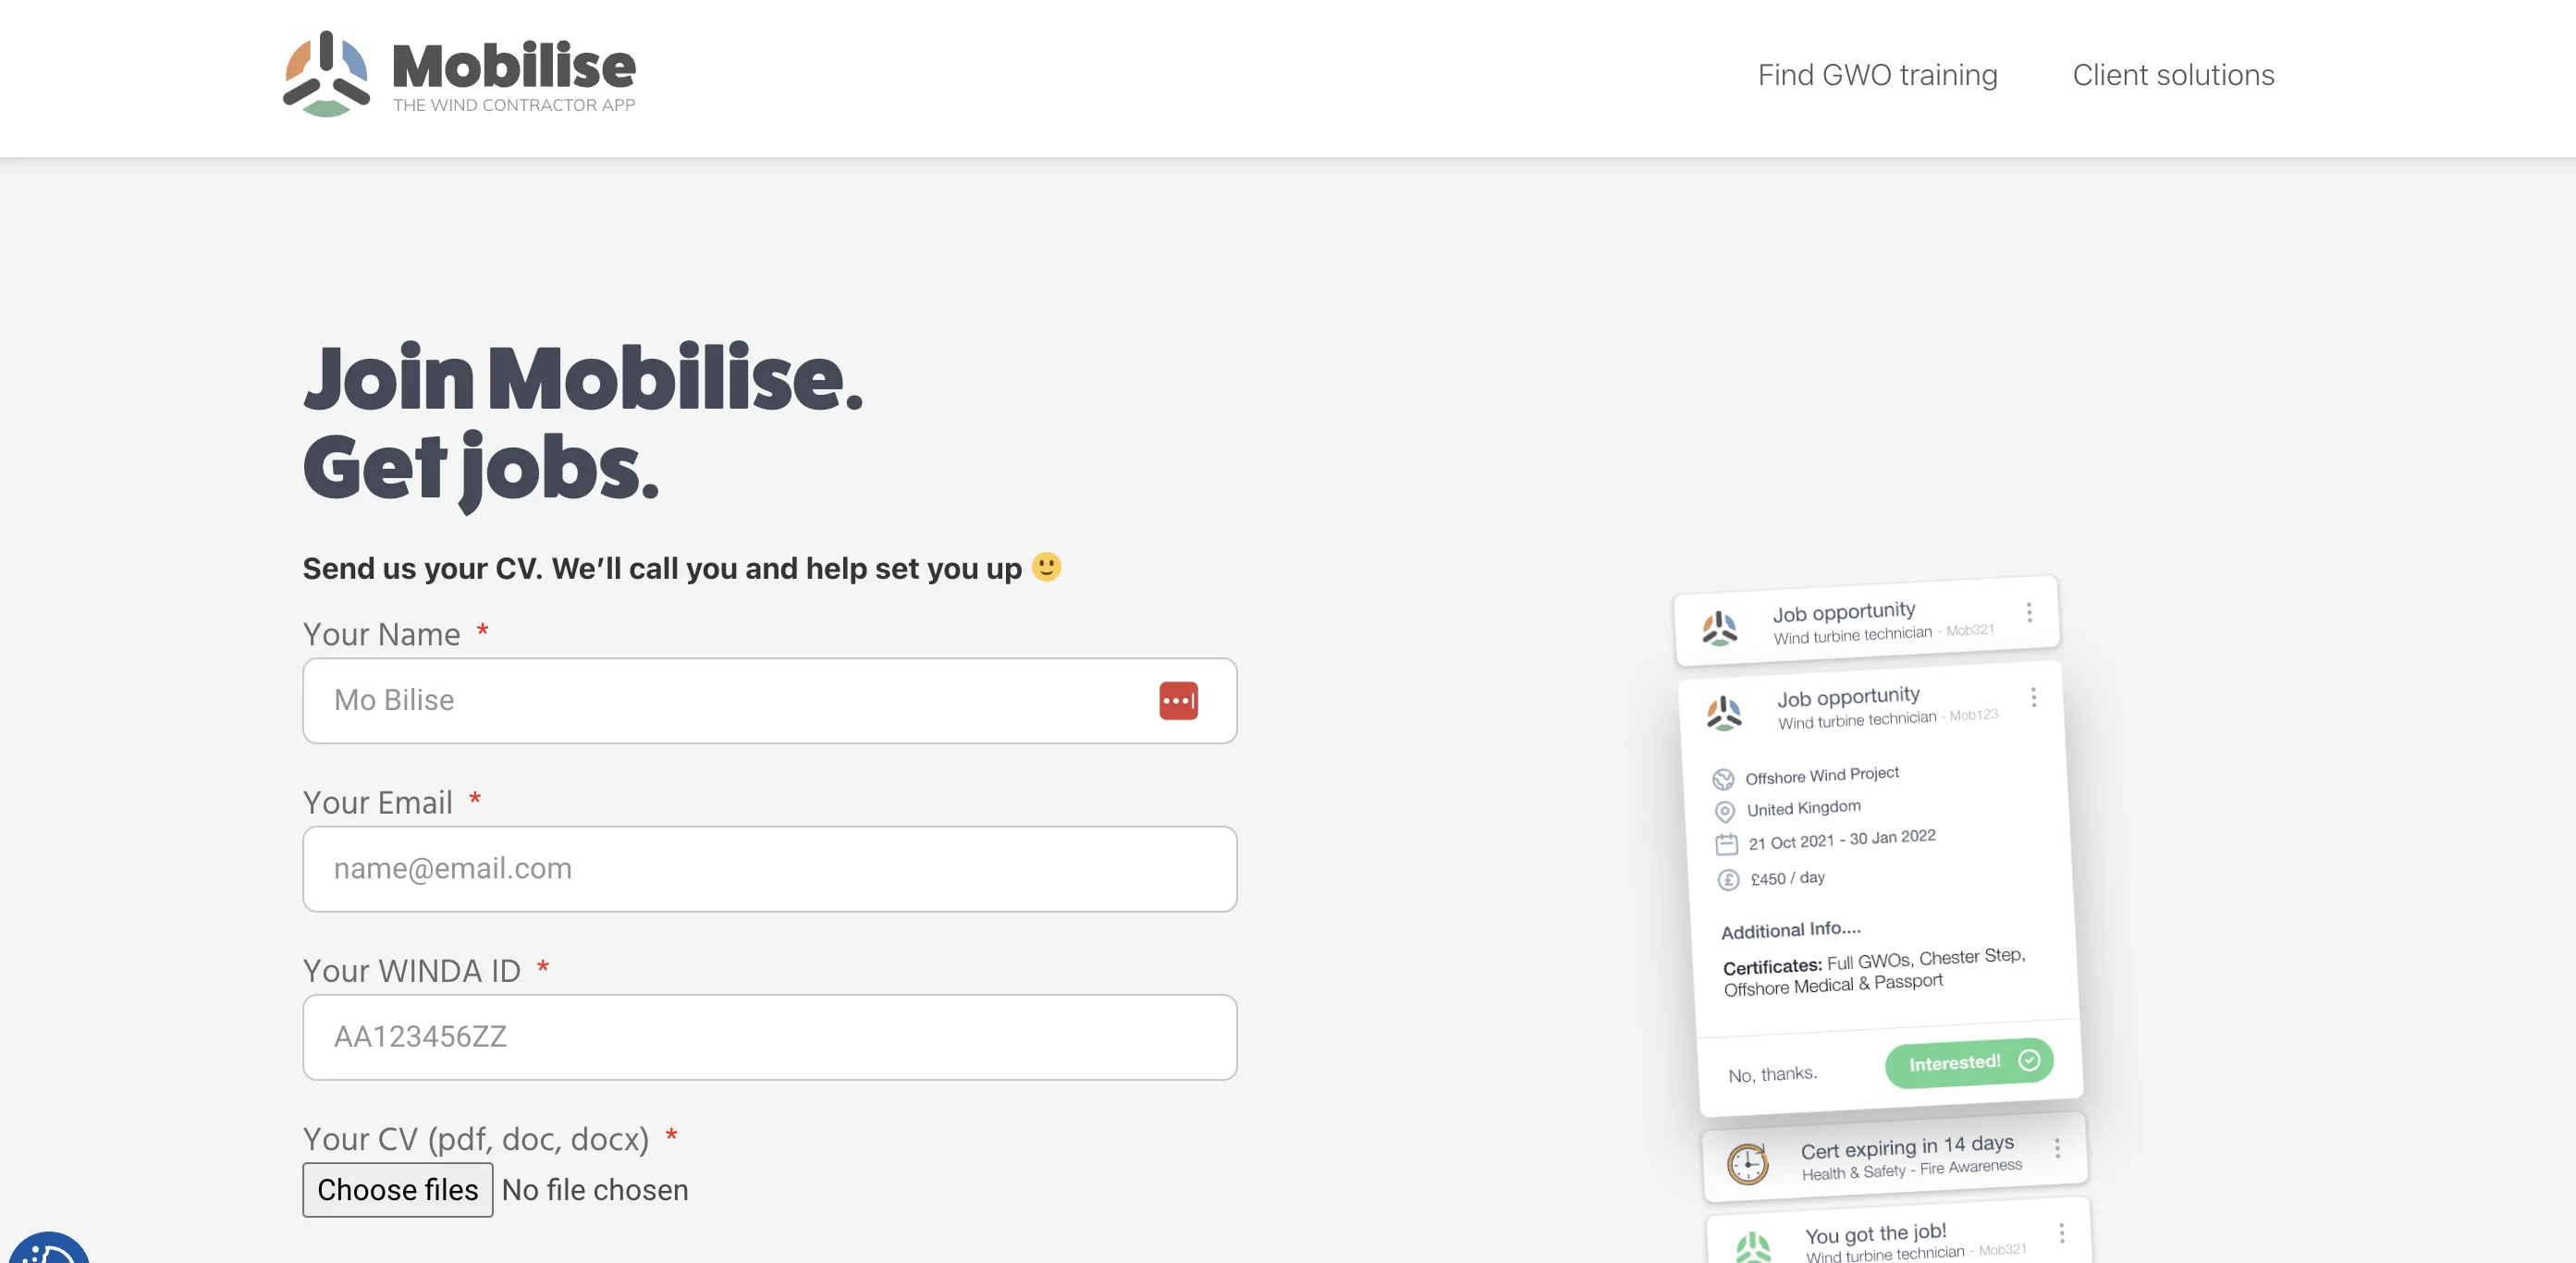 Mobilise
THE WIND CONTRACTOR APP
Find GWO training
Client solutions
Join Mobilise.
Get jobs.
Send us your CV. We’ll call you and help set you up 🙂
Your Name *
Mo Bilise
Your Email *
name@email.com
Your WINDA ID *
AA123456ZZ
Your CV (pdf, doc, docx) *
Choose files No file chosen
Job opportunity
Wind turbine technician - Mob321
Job opportunity
Wind turbine technician - Mob123
Offshore Wind Project
United Kingdom
21 Oct 2021 - 30 Jan 2022
£450 / day
Additional Info....
Certificates: Full GWOs, Chester Step,
Offshore Medical & Passport
No, thanks.
Interested!
Cert expiring in 14 days
Health & Safety - Fire Awareness
You got the job!
Wind turbine technician - Mob321